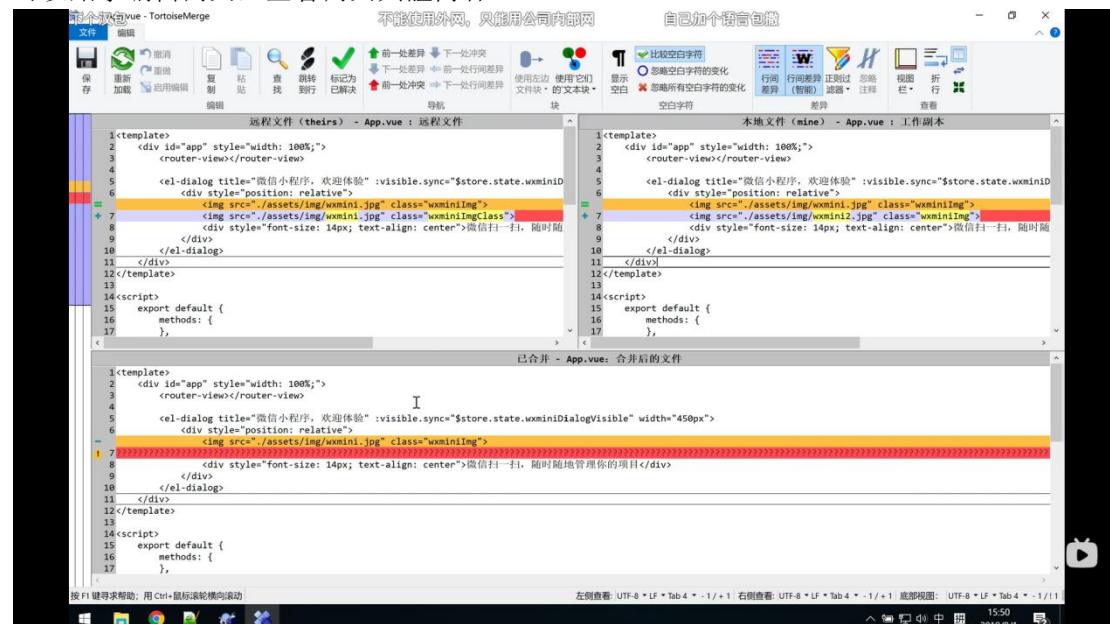 App.vue - TortoiseMerge
不能使用外网，只能用公司内部网
自己加个语言包撒
文件 编辑
保存
重新加载
撤消
重做
启用编辑
复制
粘贴
查找
跳转到行
标记为已解决
前一处差异 下一处冲突
下一处差异 前一处行间差异
前一处冲突 下一处行间差异
使用左边文件块
使用'它们的'文本块
显示空白
比较空白字符
忽略空白字符的变化
忽略所有空白字符的变化
行间差异
行间差异(智能)
正则过滤器
忽略注释
视图栏
折行
编辑 导航 块 空白字符 差异 查看
远程文件 (theirs) - App.vue : 远程文件
1 <template>
2 <div id="app" style="width: 100%;">
3 <router-view></router-view>
4
5 <el-dialog title="微信小程序，欢迎体验" :visible.sync="$store.state.wxminiD
6 <div style="position: relative">
<img src="./assets/img/wxmini.jpg" class="wxminiImg">
7 <img src="./assets/img/wxmini.jpg" class="wxminiImgClass">
8 <div style="font-size: 14px; text-align: center">微信扫一扫，随时随
9 </div>
10 </el-dialog>
11 </div>
12 </template>
13
14 <script>
15 export default {
16 methods: {
17 },
本地文件 (mine) - App.vue : 工作副本
1 <template>
2 <div id="app" style="width: 100%;">
3 <router-view></router-view>
4
5 <el-dialog title="微信小程序，欢迎体验" :visible.sync="$store.state.wxminiD
6 <div style="position: relative">
<img src="./assets/img/wxmini.jpg" class="wxminiImg">
7 <img src="./assets/img/wxmini2.jpg" class="wxminiImg">
8 <div style="font-size: 14px; text-align: center">微信扫一扫，随时随
9 </div>
10 </el-dialog>
11 </div>
12 </template>
13
14 <script>
15 export default {
16 methods: {
17 },
已合并 - App.vue: 合并后的文件
1 <template>
2 <div id="app" style="width: 100%;">
3 <router-view></router-view>
4
5 <el-dialog title="微信小程序，欢迎体验" :visible.sync="$store.state.wxminiDialogVisible" width="450px">
6 <div style="position: relative">
<img src="./assets/img/wxmini.jpg" class="wxminiImg">
7
8 <div style="font-size: 14px; text-align: center">微信扫一扫，随时随地管理你的项目</div>
9 </div>
10 </el-dialog>
11 </div>
12 </template>
13
14 <script>
15 export default {
16 methods: {
17 },
按 F1 键寻求帮助; 用 Ctrl+鼠标滚轮横向滚动
左侧查看: UTF-8 LF Tab 4 -1 / +1 右侧查看: UTF-8 LF Tab 4 -1 / +1 底部视图: UTF-8 LF Tab 4 -1 / !1
中 15:50